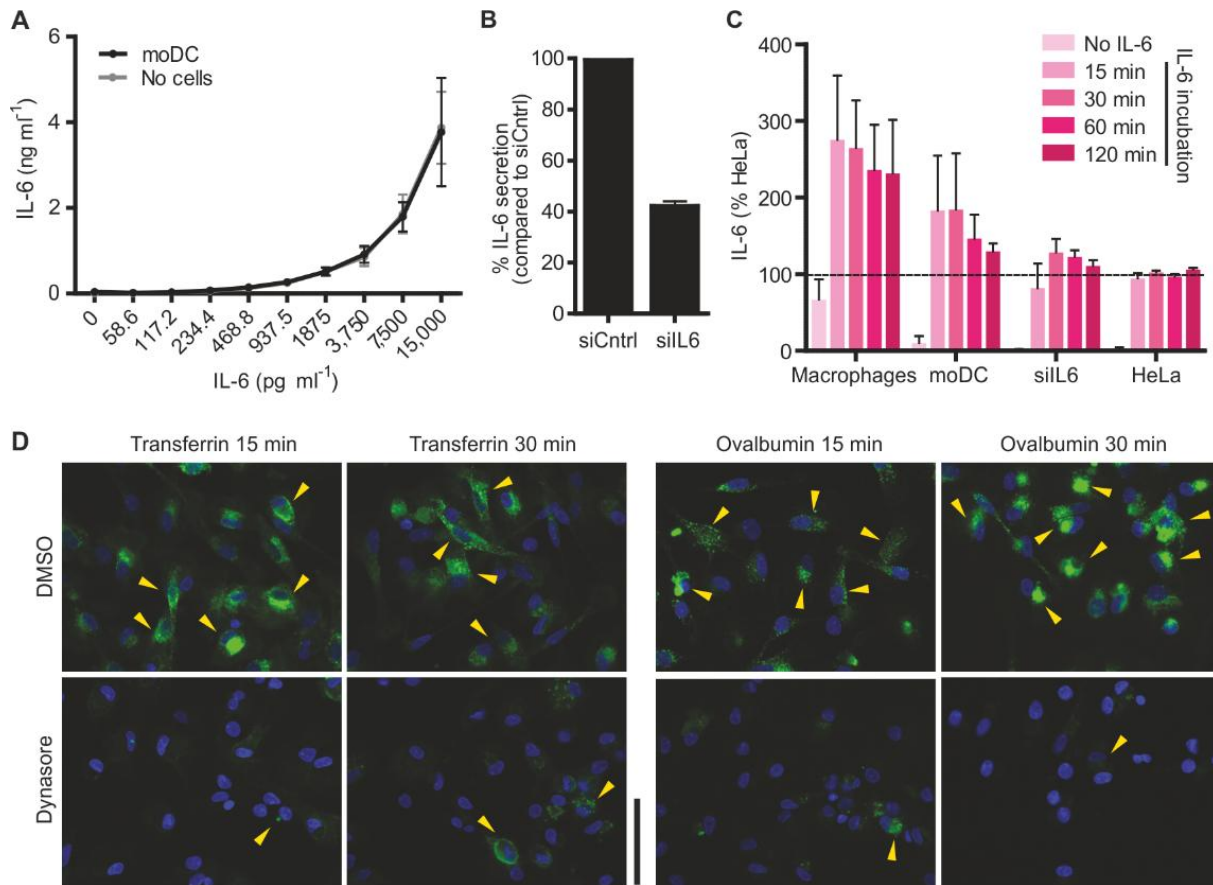 A
IL-6 (ng ml-1)
6
4
2
0
moDC
No cells
0
58.6
117.2
234.4
468.8
937.5
1875
3,750
7,500
15,000
IL-6 (pg ml-1)
B
% IL-6 secretion
(compared to siCntrl)
100
80
60
40
20
0
siCntrl
siIL6
C
IL-6 (% HeLa)
400
300
200
100
0
No IL-6
15 min
30 min
60 min
120 min
IL-6
incubation
Macrophages
moDC
siIL6
HeLa
D
Transferrin 15 min
Transferrin 30 min
Ovalbumin 15 min
Ovalbumin 30 min
DMSO
Dynasore